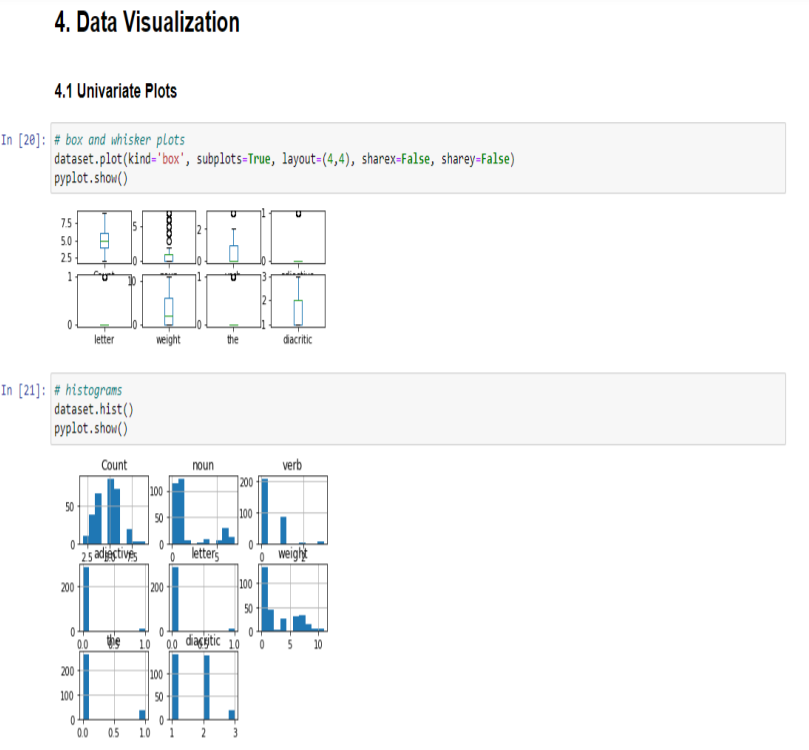 4. Data Visualization
4.1 Univariate Plots
In [20]: # box and whisker plots
dataset.plot(kind='box', subplots=True, layout=(4,4), sharex=False, sharey=False)
pyplot.show()
7.5
5.0
2.5
5
0
2
0
1
0
Count noun verb adjective
1
0
10
0
1
0
3
2
1
letter weight the diacritic
In [21]: # histograms
dataset.hist()
pyplot.show()
Count noun verb
50
0
100
50
0
200
100
0
2.5 5.0 7.5 0 5 0 2
adjective letter weight
200
0
200
0
100
50
0
0.0 0.5 1.0 0.0 0.5 1.0 0 5 10
the diacritic
200
100
0
100
50
0
0.0 0.5 1.0 1 2 3